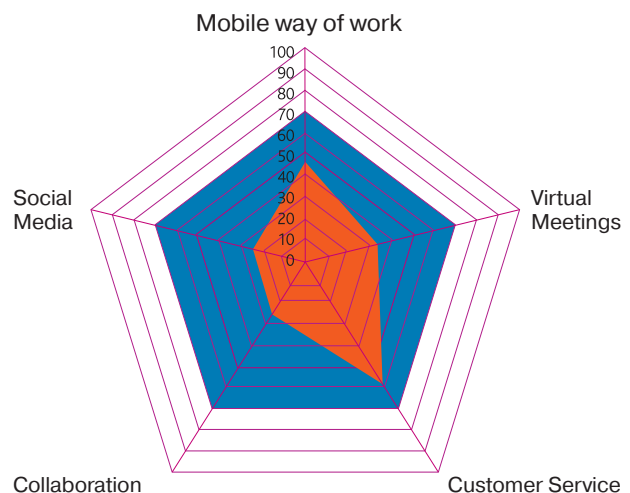 Mobile way of work
100
90
80
70
60
50
40
30
20
10
0
Social
Media
Virtual
Meetings
Collaboration
Customer Service